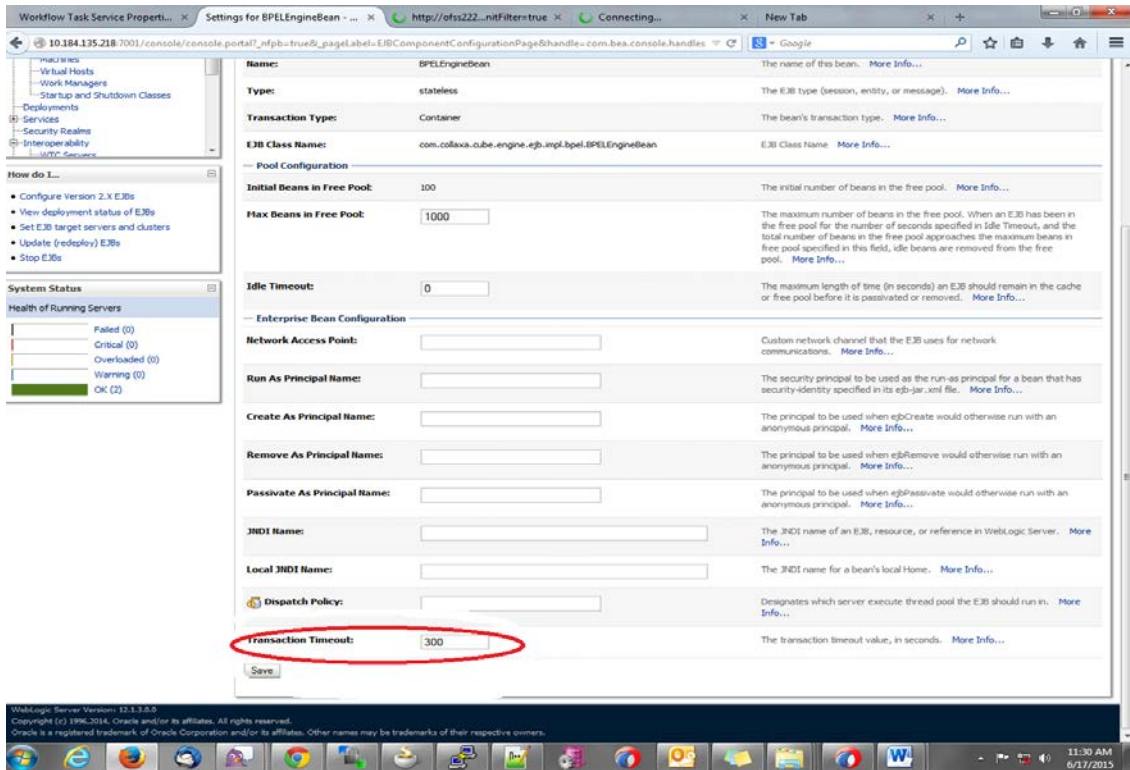 Workflow Task Service Properti...
Settings for BPELEngineBean - ...
http://ofss222...nitFilter=true
Connecting...
New Tab
10.184.135.218:7001/console/console.portal?_nfpb=true&_pageLabel=EJBComponentConfigurationPage&handle=com.bea.console.handles
Google
Machines
Virtual Hosts
Work Managers
Startup and Shutdown Classes
Deployments
Services
Security Realms
Interoperability
WTC Servers
How do I...
Configure Version 2.X EJBs
View deployment status of EJBs
Set EJB target servers and clusters
Update (redeploy) EJBs
Stop EJBs
System Status
Health of Running Servers
Failed (0)
Critical (0)
Overloaded (0)
Warning (0)
OK (2)
Name: BPELEngineBean The name of this bean. More Info...
Type: stateless The EJB type (session, entity, or message). More Info...
Transaction Type: Container The bean's transaction type. More Info...
EJB Class Name: com.collaxa.cube.engine.ejb.impl.bpel.BPELEngineBean EJB Class Name More Info...
Pool Configuration
Initial Beans in Free Pool: 100 The initial number of beans in the free pool. More Info...
Max Beans in Free Pool: 1000 The maximum number of beans in the free pool. When an EJB has been in
the free pool for the number of seconds specified in Idle Timeout, and the
total number of beans in the free pool approaches the maximum beans in
free pool specified in this field, idle beans are removed from the free
pool. More Info...
Idle Timeout: 0 The maximum length of time (in seconds) an EJB should remain in the cache
or free pool before it is passivated or removed. More Info...
Enterprise Bean Configuration
Network Access Point: Custom network channel that the EJB uses for network
communications. More Info...
Run As Principal Name: The security principal to be used as the run-as principal for a bean that has
security-identity specified in its ejb-jar.xml file. More Info...
Create As Principal Name: The principal to be used when ejbCreate would otherwise run with an
anonymous principal. More Info...
Remove As Principal Name: The principal to be used when ejbRemove would otherwise run with an
anonymous principal. More Info...
Passivate As Principal Name: The principal to be used when ejbPassivate would otherwise run with an
anonymous principal. More Info...
JNDI Name: The JNDI name of an EJB, resource, or reference in WebLogic Server. More
Info...
Local JNDI Name: The JNDI name for a bean's local Home. More Info...
Dispatch Policy: Designates which server execute thread pool the EJB should run in. More
Info...
Transaction Timeout: 300 The transaction timeout value, in seconds. More Info...
Save
WebLogic Server Version: 12.1.3.0.0
Copyright (c) 1996,2014, Oracle and/or its affiliates. All rights reserved.
Oracle is a registered trademark of Oracle Corporation and/or its affiliates. Other names may be trademarks of their respective owners.
11:30 AM
6/17/2015